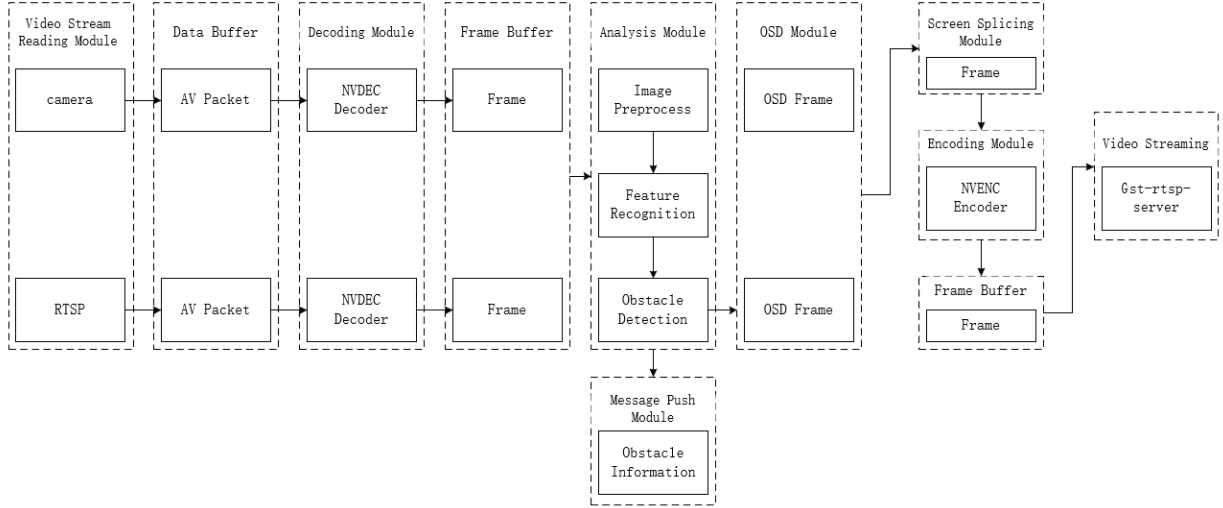 Video Stream
Reading Module
camera
RTSP
Data Buffer
AV Packet
AV Packet
Decoding Module
NVDEC
Decoder
NVDEC
Decoder
Frame Buffer
Frame
Frame
Analysis Module
Image
Preprocess
Feature
Recognition
Obstacle
Detection
Message Push
Module
Obstacle
Information
OSD Module
OSD Frame
OSD Frame
Screen Splicing
Module
Frame
Encoding Module
NVENC
Encoder
Frame Buffer
Frame
Video Streaming
Gst-rtsp-
server